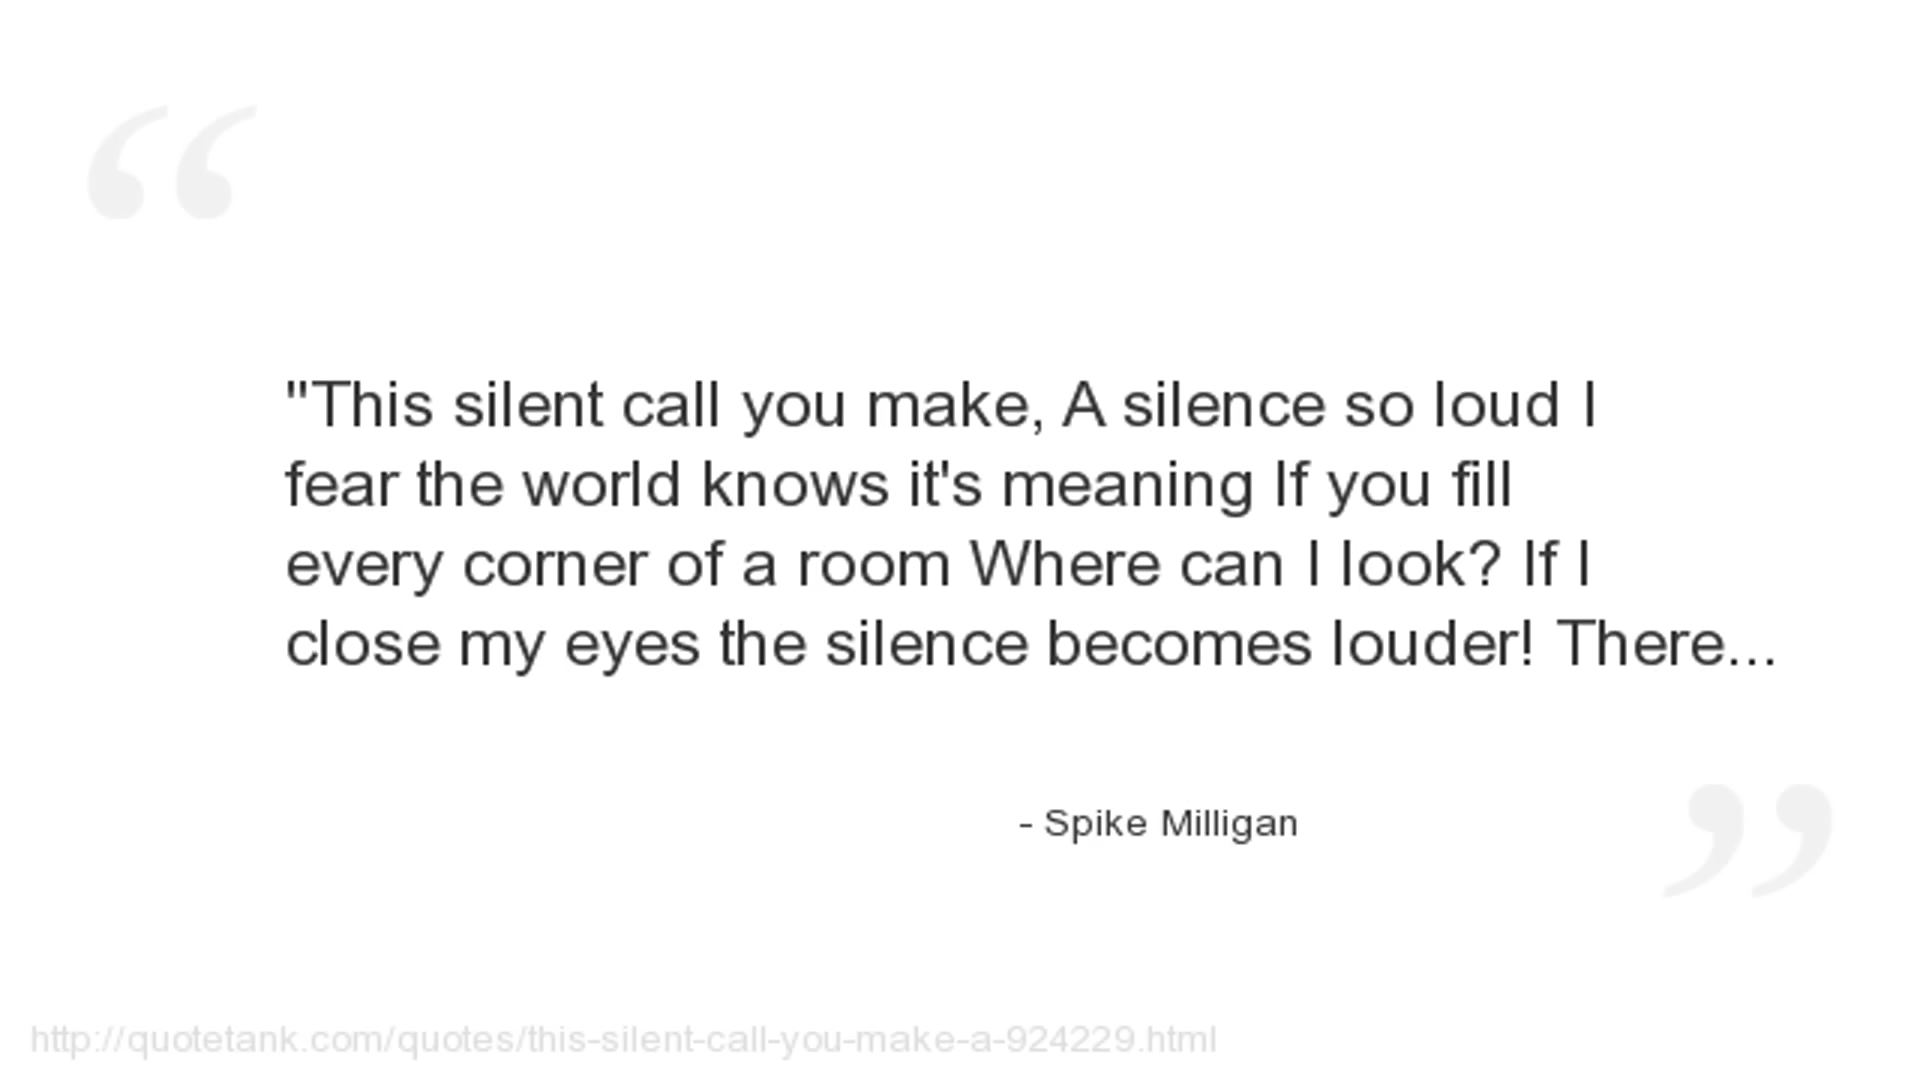 “
"This silent call you make, A silence so loud I
fear the world knows it's meaning If you fill
every corner of a room Where can I look? If I
close my eyes the silence becomes louder! There...
- Spike Milligan
”
http://quotetank.com/quotes/this-silent-call-you-make-a-924229.html